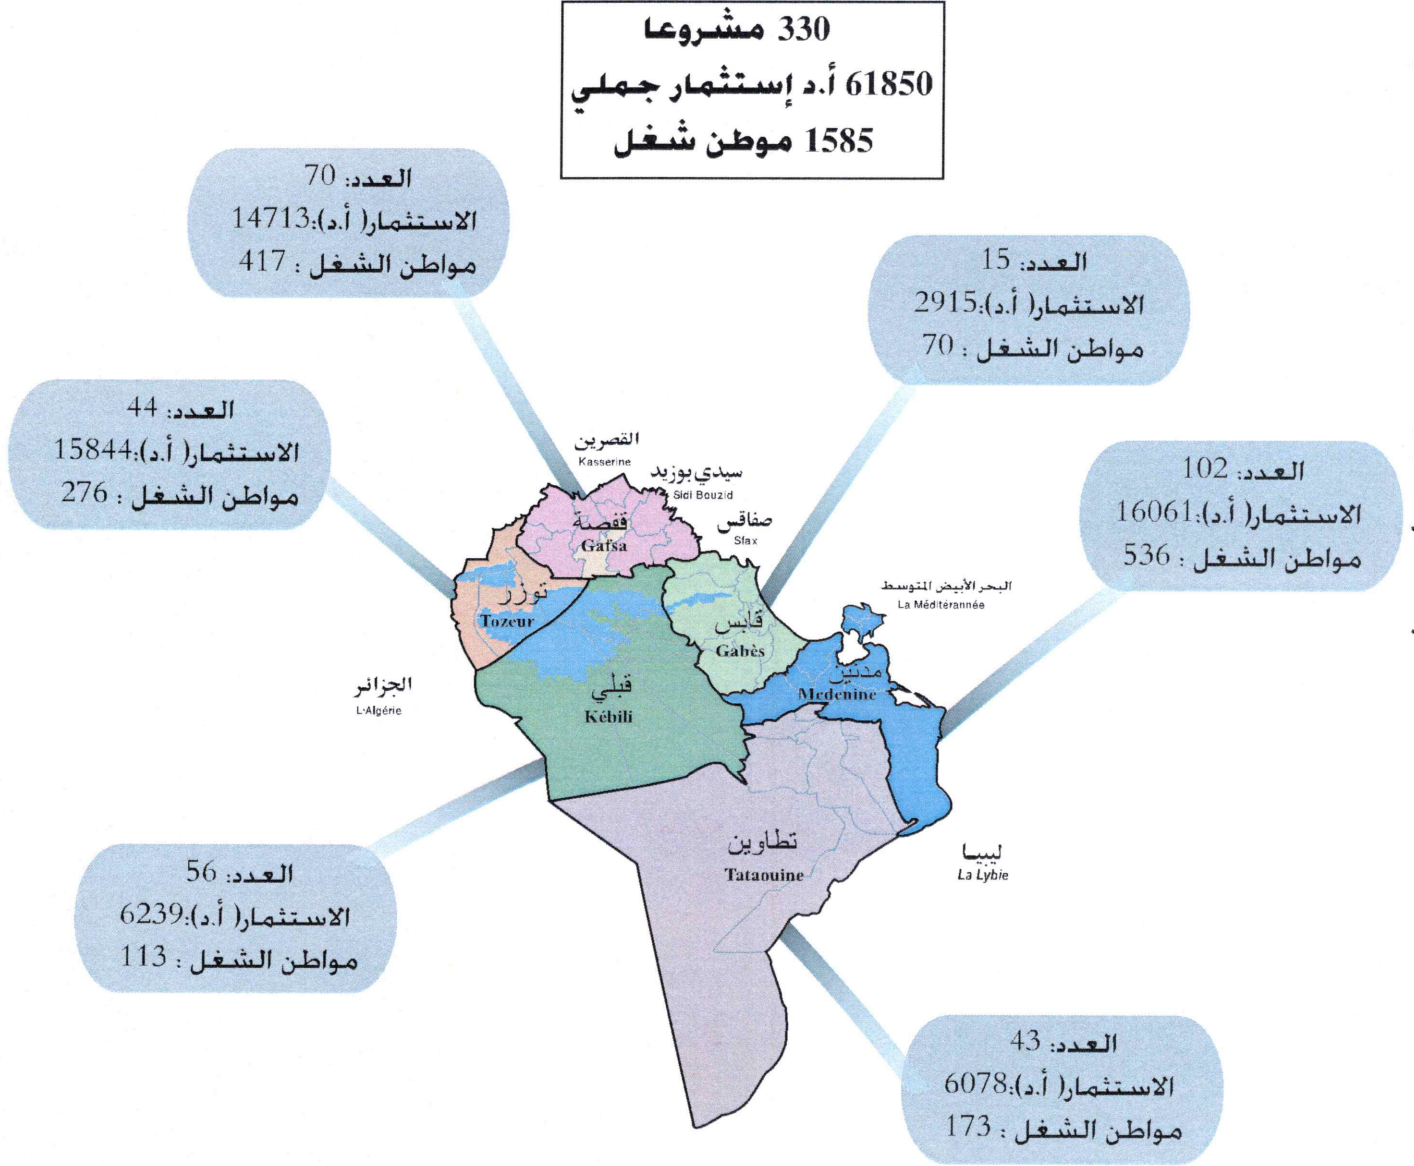 330 مشروعا
61850 أ.د إستثمار جملي
1585 موطن شغل
العدد: 70
الاستثمار( أ.د):14713
مواطن الشغل : 417
العدد: 15
الاستثمار( أ.د):2915
مواطن الشغل : 70
العدد: 44
الاستثمار( أ.د):15844
مواطن الشغل : 276
العدد: 102
الاستثمار( أ.د):16061
مواطن الشغل : 536
القصرين
Kasserine
سيدي بوزيد
Sidi Bouzid
صفاقس
Sfax
قفصة
Gafsa
توزر
Tozeur
قابس
Gabès
البحر الأبيض المتوسط
La Méditérannée
مدنين
Medenine
قبلي
Kébili
الجزائر
L'Algérie
تطاوين
Tataouine
ليبيا
La Lybie
العدد: 56
الاستثمار( أ.د):6239
مواطن الشغل : 113
العدد: 43
الاستثمار( أ.د):6078
مواطن الشغل : 173